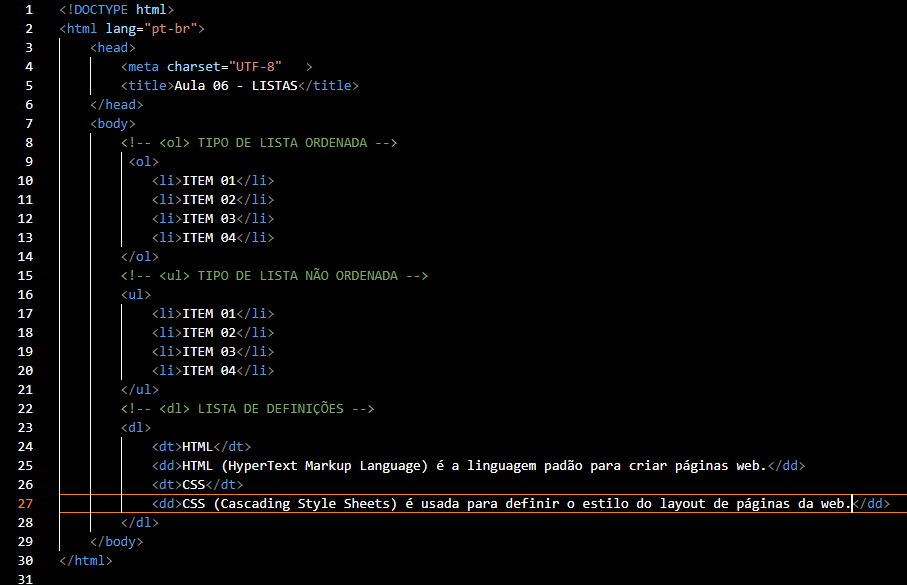 1 <!DOCTYPE html>
2 <html lang="pt-br">
3 <head>
4 <meta charset="UTF-8"   >
5 <title>Aula 06 - LISTAS</title>
6 </head>
7 <body>
8 <!-- <ol> TIPO DE LISTA ORDENADA -->
9 <ol>
10 <li>ITEM 01</li>
11 <li>ITEM 02</li>
12 <li>ITEM 03</li>
13 <li>ITEM 04</li>
14 </ol>
15 <!-- <ul> TIPO DE LISTA NÃO ORDENADA -->
16 <ul>
17 <li>ITEM 01</li>
18 <li>ITEM 02</li>
19 <li>ITEM 03</li>
20 <li>ITEM 04</li>
21 </ul>
22 <!-- <dl> LISTA DE DEFINIÇÕES -->
23 <dl>
24 <dt>HTML</dt>
25 <dd>HTML (HyperText Markup Language) é a linguagem padão para criar páginas web.</dd>
26 <dt>CSS</dt>
27 <dd>CSS (Cascading Style Sheets) é usada para definir o estilo do layout de páginas da web.</dd>
28 </dl>
29 </body>
30 </html>
31